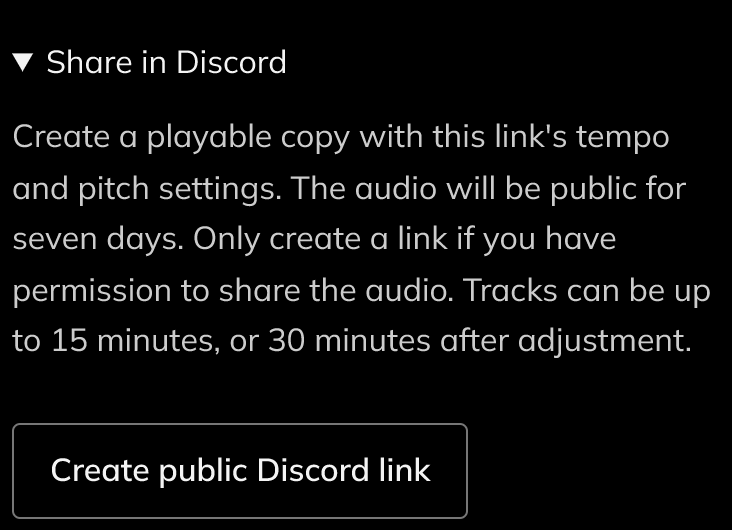 ▼ Share in Discord
Create a playable copy with this link's tempo
and pitch settings. The audio will be public for
seven days. Only create a link if you have
permission to share the audio. Tracks can be up
to 15 minutes, or 30 minutes after adjustment.
Create public Discord link